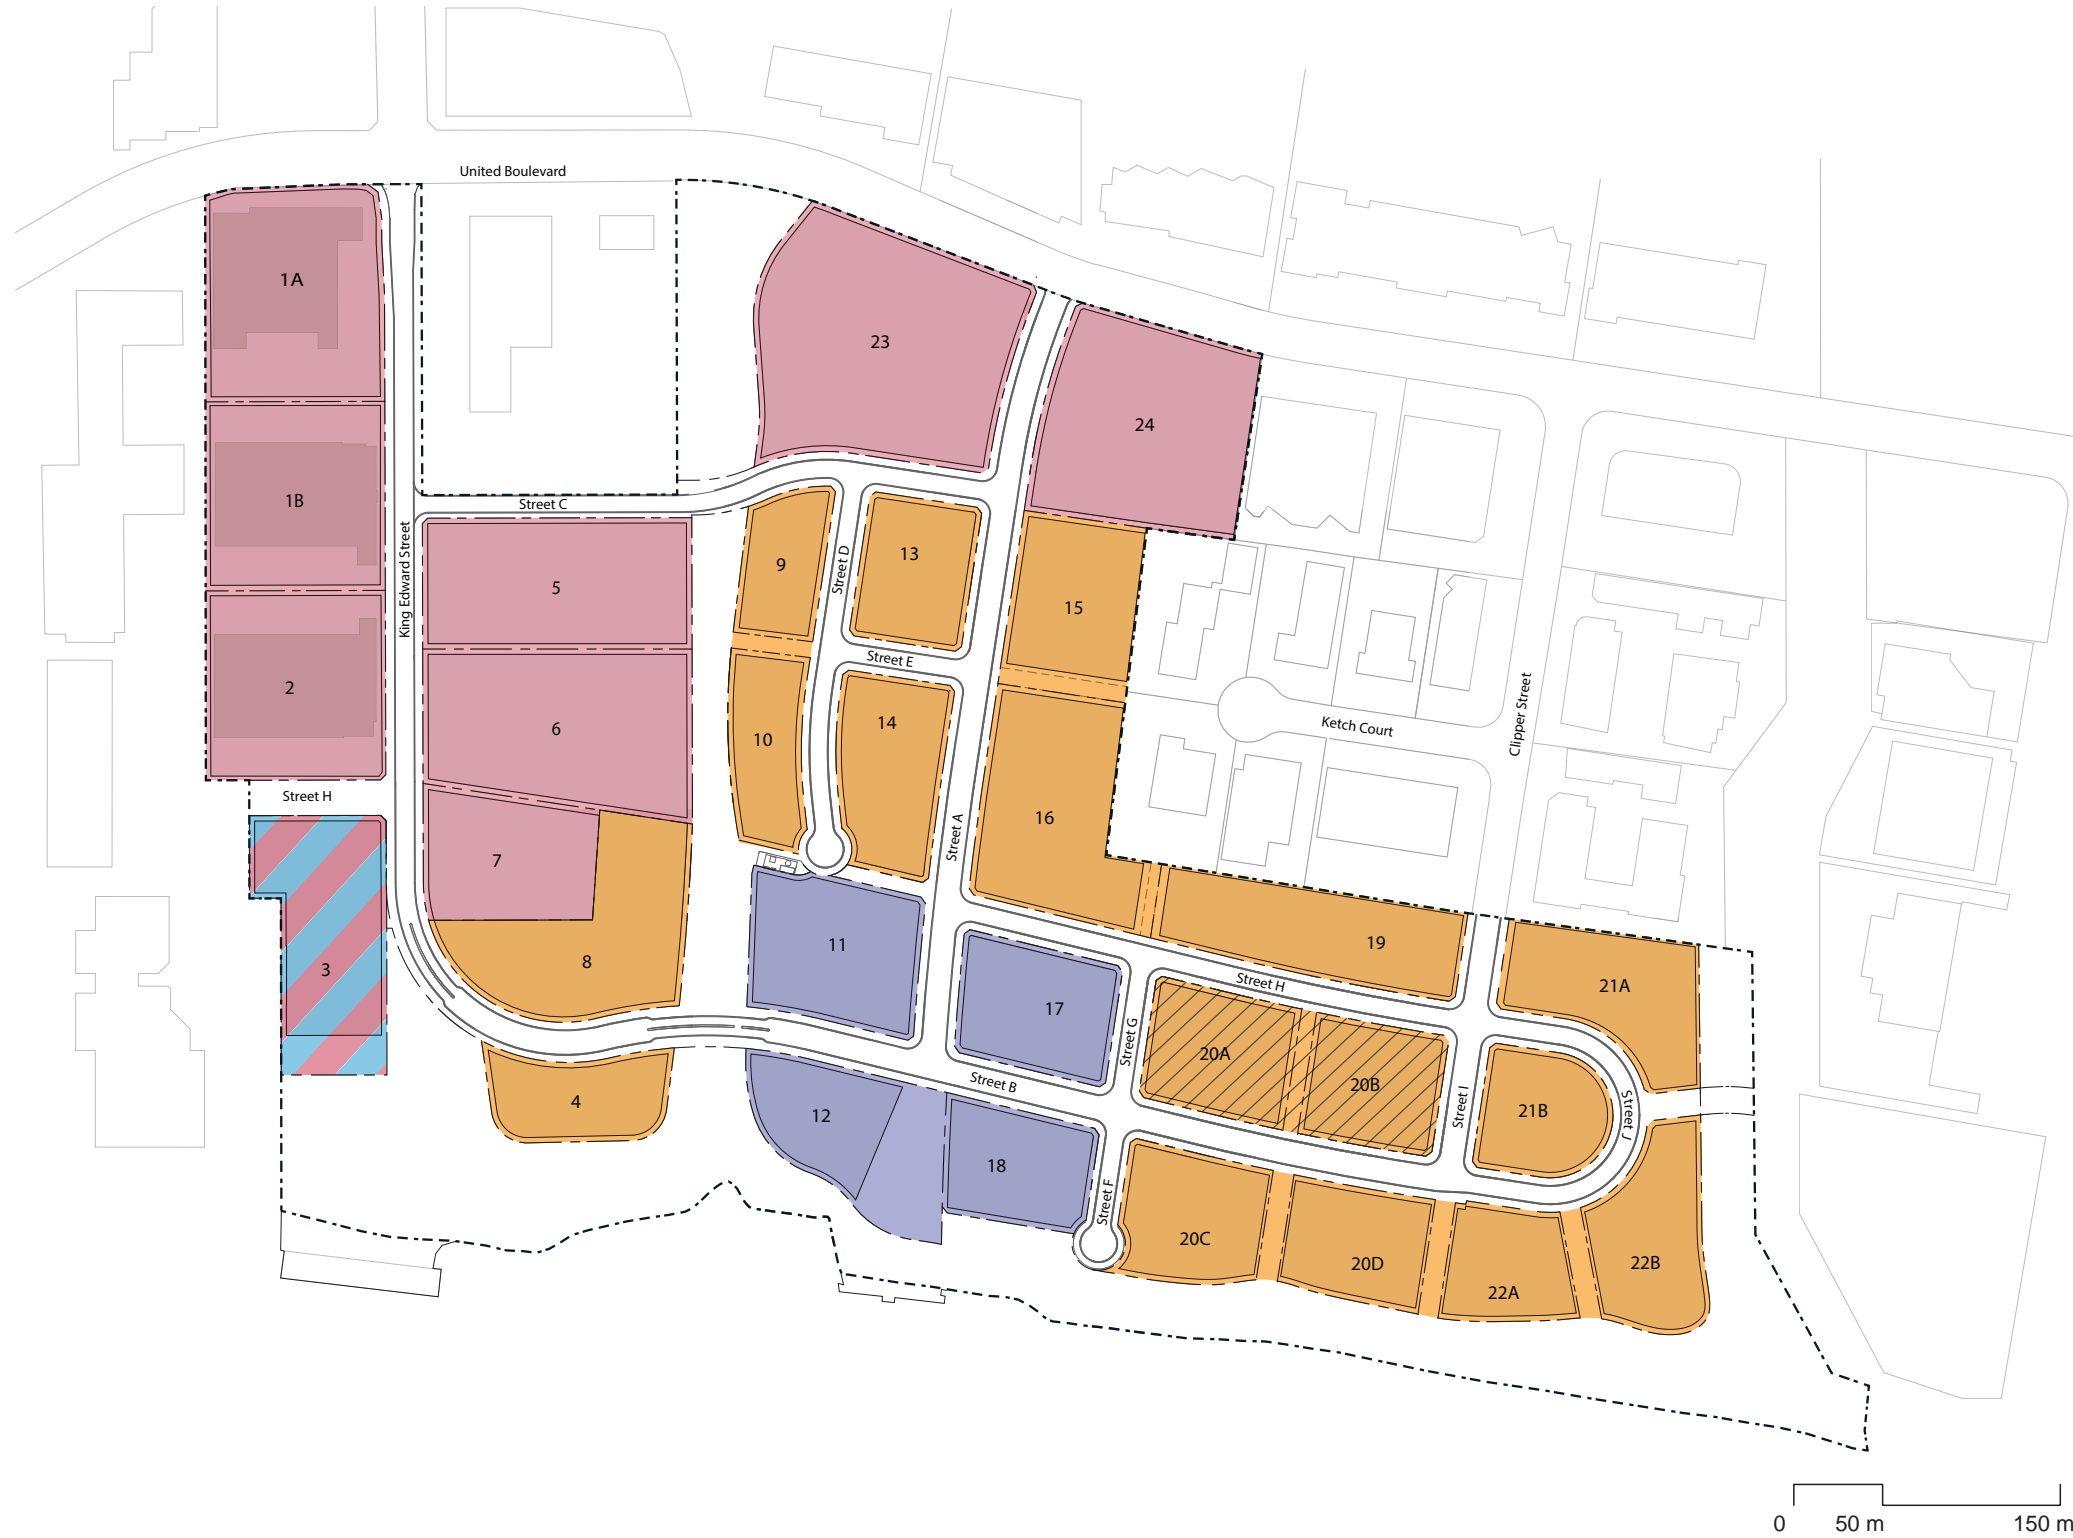 United Boulevard
1A
23
24
1B
Street C
King Edward Street
5
9
Street D
13
15
Street E
2
6
10
14
Ketch Court
Clipper Street
Street H
7
16
Street A
3
8
11
19
17
Street H
21A
Street G
20A
20B
4
12
Street B
Street I
21B
Street J
18
Street F
20C
20D
22A
22B
0 50 m 150 m